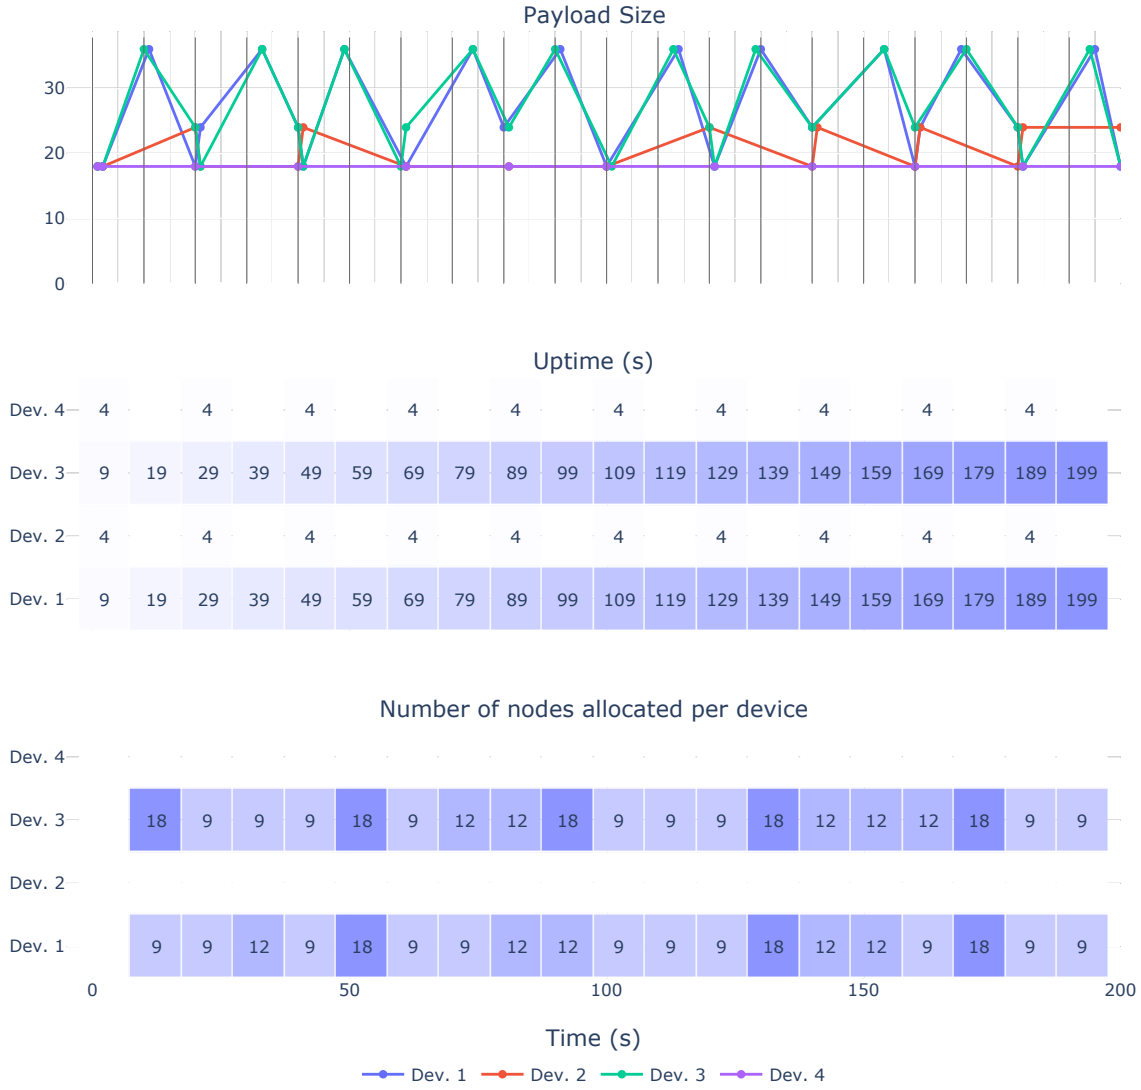 Payload Size
30
20
10
0
Uptime (s)
Dev. 4 4 4 4 4 4 4 4 4 4 4
Dev. 3 9 19 29 39 49 59 69 79 89 99 109 119 129 139 149 159 169 179 189 199
Dev. 2 4 4 4 4 4 4 4 4 4 4
Dev. 1 9 19 29 39 49 59 69 79 89 99 109 119 129 139 149 159 169 179 189 199
Number of nodes allocated per device
Dev. 4
Dev. 3 18 9 9 9 18 9 12 12 18 9 9 9 18 12 12 12 18 9 9
Dev. 2
Dev. 1 9 9 12 9 18 9 9 12 12 9 9 9 18 12 12 9 18 9 9
0 50 100 150 200
Time (s)
Dev. 1 Dev. 2 Dev. 3 Dev. 4